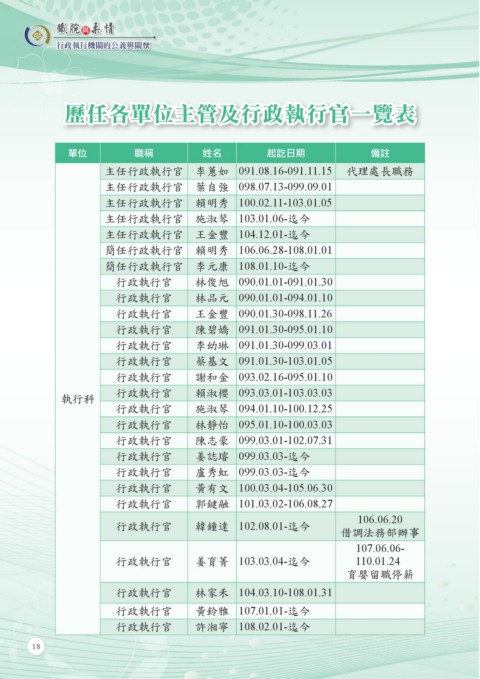 鐵腕與柔情
行政執行機關的公義與關懷
歷任各單位主管及行政執行官一覽表
單位 職稱 姓名 起訖日期 備註
執行科
主任行政執行官 李蕙如 091.08.16-091.11.15 代理處長職務
主任行政執行官 葉自強 098.07.13-099.09.01
主任行政執行官 賴明秀 100.02.11-103.01.05
主任行政執行官 施淑琴 103.01.06-迄今
主任行政執行官 王金豐 104.12.01-迄今
簡任行政執行官 賴明秀 106.06.28-108.01.01
簡任行政執行官 李元康 108.01.10-迄今
行政執行官 林俊旭 090.01.01-091.01.30
行政執行官 林品元 090.01.01-094.01.10
行政執行官 王金豐 090.01.30-098.11.26
行政執行官 陳碧嬌 091.01.30-095.01.10
行政執行官 李幼琳 091.01.30-099.03.01
行政執行官 蔡基文 091.01.30-103.01.05
行政執行官 謝和金 093.02.16-095.01.10
行政執行官 賴淑櫻 093.03.01-103.03.03
行政執行官 施淑琴 094.01.10-100.12.25
行政執行官 林靜怡 095.01.10-100.03.03
行政執行官 陳志豪 099.03.01-102.07.31
行政執行官 姜誌璿 099.03.03-迄今
行政執行官 盧秀虹 099.03.03-迄今
行政執行官 黃有文 100.03.04-105.06.30
行政執行官 郭鍵融 101.03.02-106.08.27
行政執行官 韓鐘達 102.08.01-迄今 106.06.20
借調法務部辦事
行政執行官 姜育菁 103.03.04-迄今 107.06.06-
110.01.24
育嬰留職停薪
行政執行官 林家禾 104.03.10-108.01.31
行政執行官 黃鈴雅 107.01.01-迄今
行政執行官 許湘寧 108.02.01-迄今
18